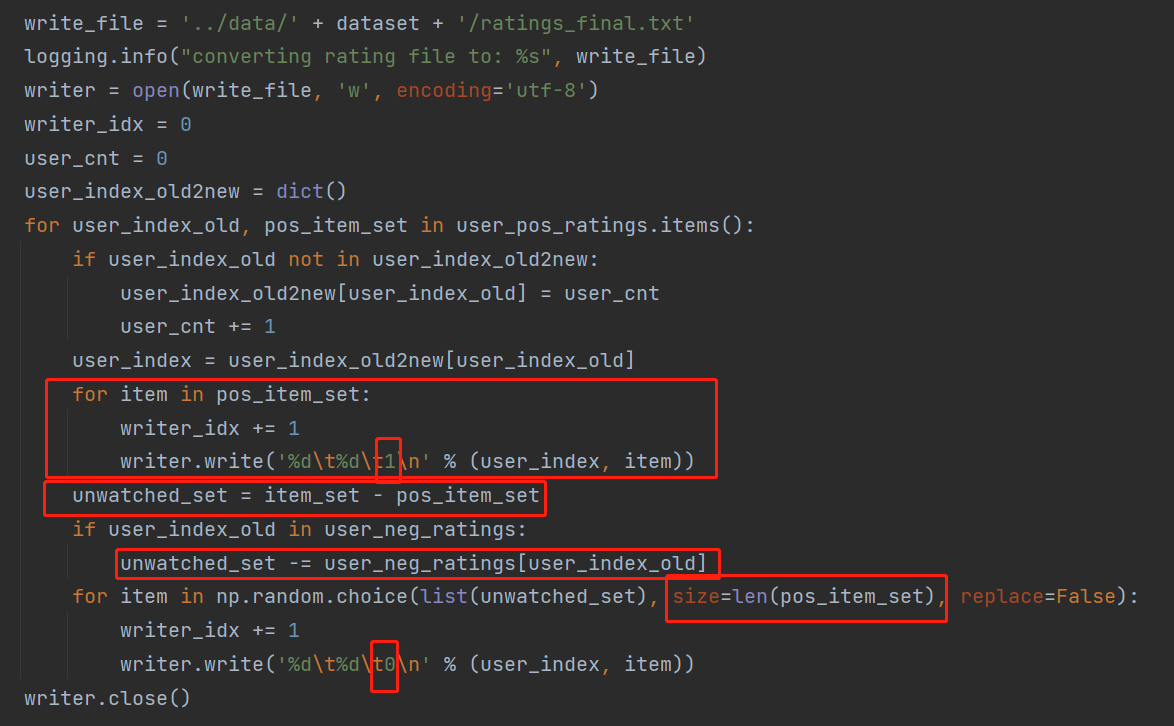 write_file = '../data/' + dataset + '/ratings_final.txt'
logging.info("converting rating file to: %s", write_file)
writer = open(write_file, 'w', encoding='utf-8')
writer_idx = 0
user_cnt = 0
user_index_old2new = dict()
for user_index_old, pos_item_set in user_pos_ratings.items():
    if user_index_old not in user_index_old2new:
        user_index_old2new[user_index_old] = user_cnt
        user_cnt += 1
    user_index = user_index_old2new[user_index_old]
    for item in pos_item_set:
        writer_idx += 1
        writer.write('%d\t%d\t1\n' % (user_index, item))
    unwatched_set = item_set - pos_item_set
    if user_index_old in user_neg_ratings:
        unwatched_set -= user_neg_ratings[user_index_old]
    for item in np.random.choice(list(unwatched_set), size=len(pos_item_set), replace=False):
        writer_idx += 1
        writer.write('%d\t%d\t0\n' % (user_index, item))
writer.close()